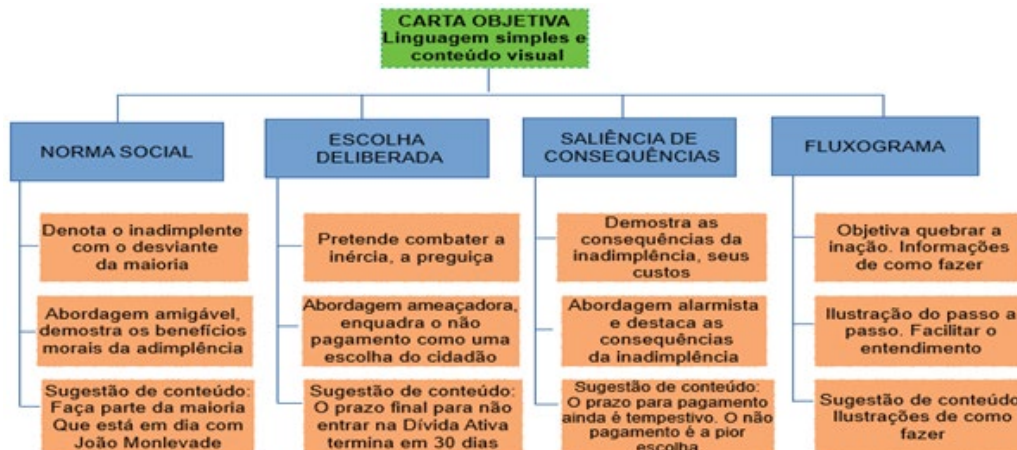 CARTA OBJETIVA
Linguagem simples e
conteúdo visual
NORMA SOCIAL
Denota o inadimplente
com o desviante
da maioria
Abordagem amigável,
demostra os benefícios
morais da adimplência
Sugestão de conteúdo:
Faça parte da maioria
Que está em dia com
João Monlevade
ESCOLHA
DELIBERADA
Pretende combater a
inércia, a preguiça
Abordagem ameaçadora,
enquadra o não
pagamento como uma
escolha do cidadão
Sugestão de conteúdo:
O prazo final para não
entrar na Dívida Ativa
termina em 30 dias
SALIÊNCIA DE
CONSEQUÊNCIAS
Demostra as
consequências da
inadimplência, seus
custos
Abordagem alarmista
e destaca as
consequências
da inadimplência
Sugestão de conteúdo:
O prazo para pagamento
ainda é tempestivo. O não
pagamento é a pior
escolha
FLUXOGRAMA
Objetiva quebrar a
inação. Informações
de como fazer
Ilustração do passo a
passo. Facilitar o
entendimento
Sugestão de conteúdo:
Ilustrações de como
fazer